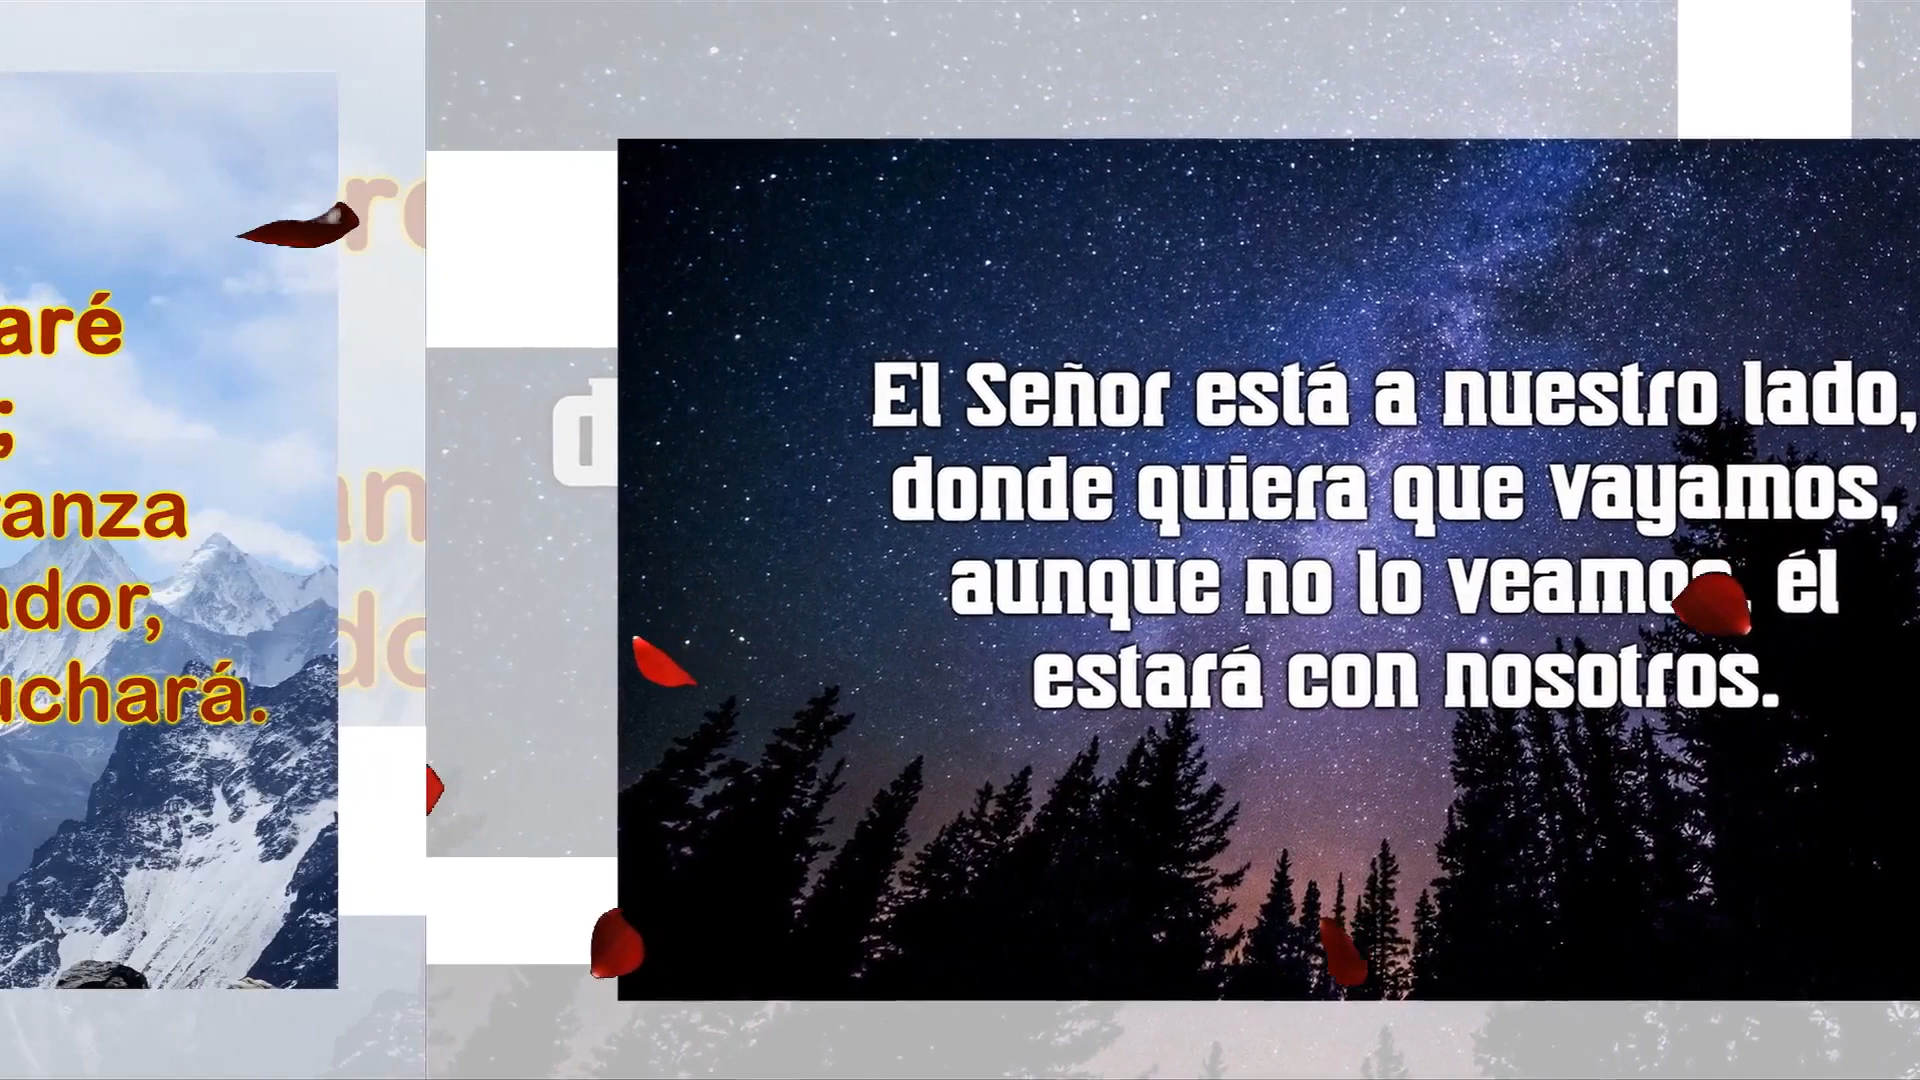 aré
;
ranza
ador,
uchará.
El Señor está a nuestro lado,
donde quiera que vayamos,
aunque no lo veamos, él
estará con nosotros.